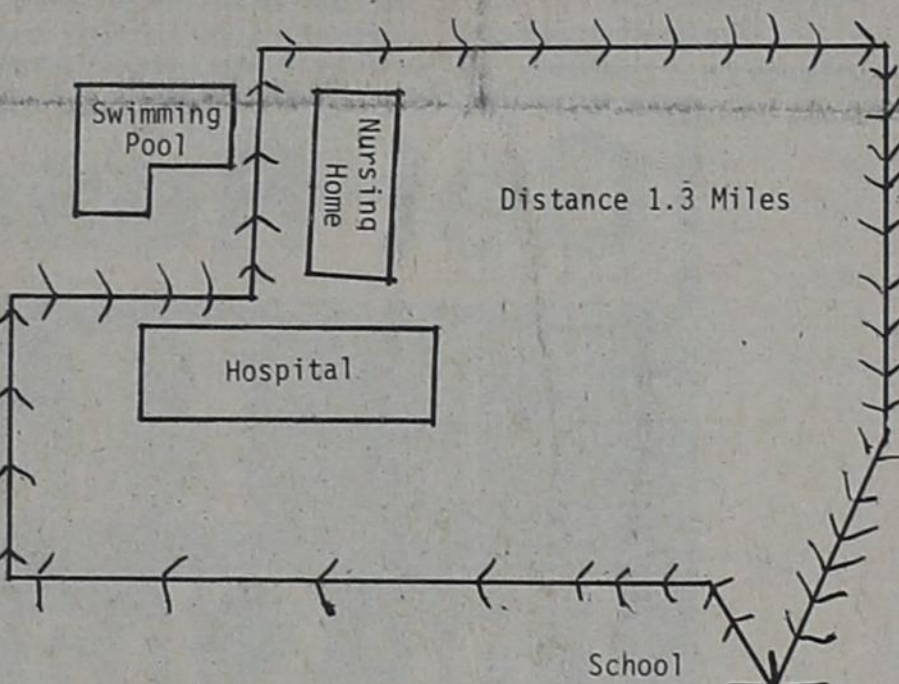 Swimming
Pool
Nursing
Home
Distance 1.3 Miles
Hospital
School